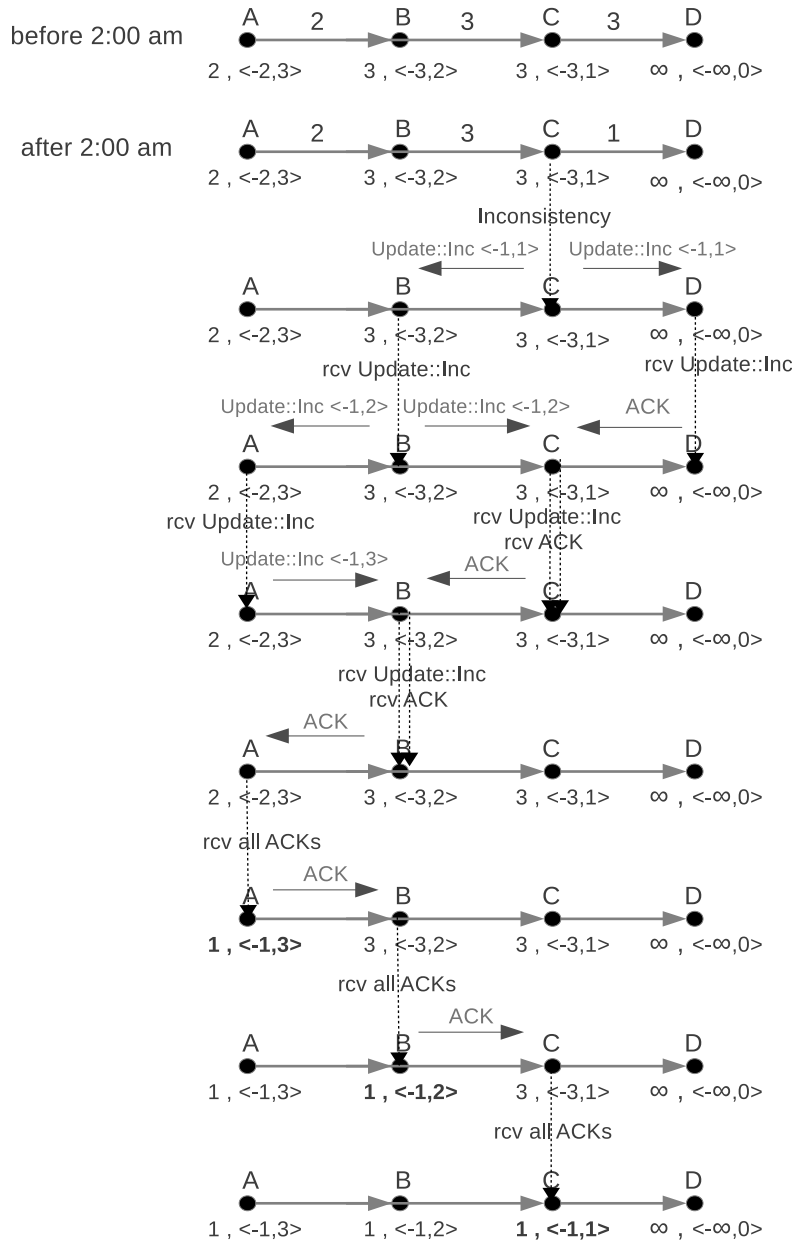 A 2 B 3 C 3 D
before 2:00 am
2 , <-2,3> 3 , <-3,2> 3 , <-3,1> ∞ , <-∞,0>
A 2 B 3 C 1 D
after 2:00 am
2 , <-2,3> 3 , <-3,2> 3 , <-3,1> ∞ , <-∞,0>
Inconsistency
Update::Inc <-1,1> Update::Inc <-1,1>
A B C D
2 , <-2,3> 3 , <-3,2> 3 , <-3,1> ∞ , <-∞,0>
rcv Update::Inc rcv Update::Inc
Update::Inc <-1,2> Update::Inc <-1,2> ACK
A B C D
2 , <-2,3> 3 , <-3,2> 3 , <-3,1> ∞ , <-∞,0>
rcv Update::Inc rcv Update::Inc
rcv ACK
Update::Inc <-1,3> ACK
A B C D
2 , <-2,3> 3 , <-3,2> 3 , <-3,1> ∞ , <-∞,0>
rcv Update::Inc
rcv ACK
ACK
A B C D
2 , <-2,3> 3 , <-3,2> 3 , <-3,1> ∞ , <-∞,0>
rcv all ACKs
ACK
A B C D
1 , <-1,3> 3 , <-3,2> 3 , <-3,1> ∞ , <-∞,0>
rcv all ACKs
ACK
A B C D
1 , <-1,3> 1 , <-1,2> 3 , <-3,1> ∞ , <-∞,0>
rcv all ACKs
A B C D
1 , <-1,3> 1 , <-1,2> 1 , <-1,1> ∞ , <-∞,0>